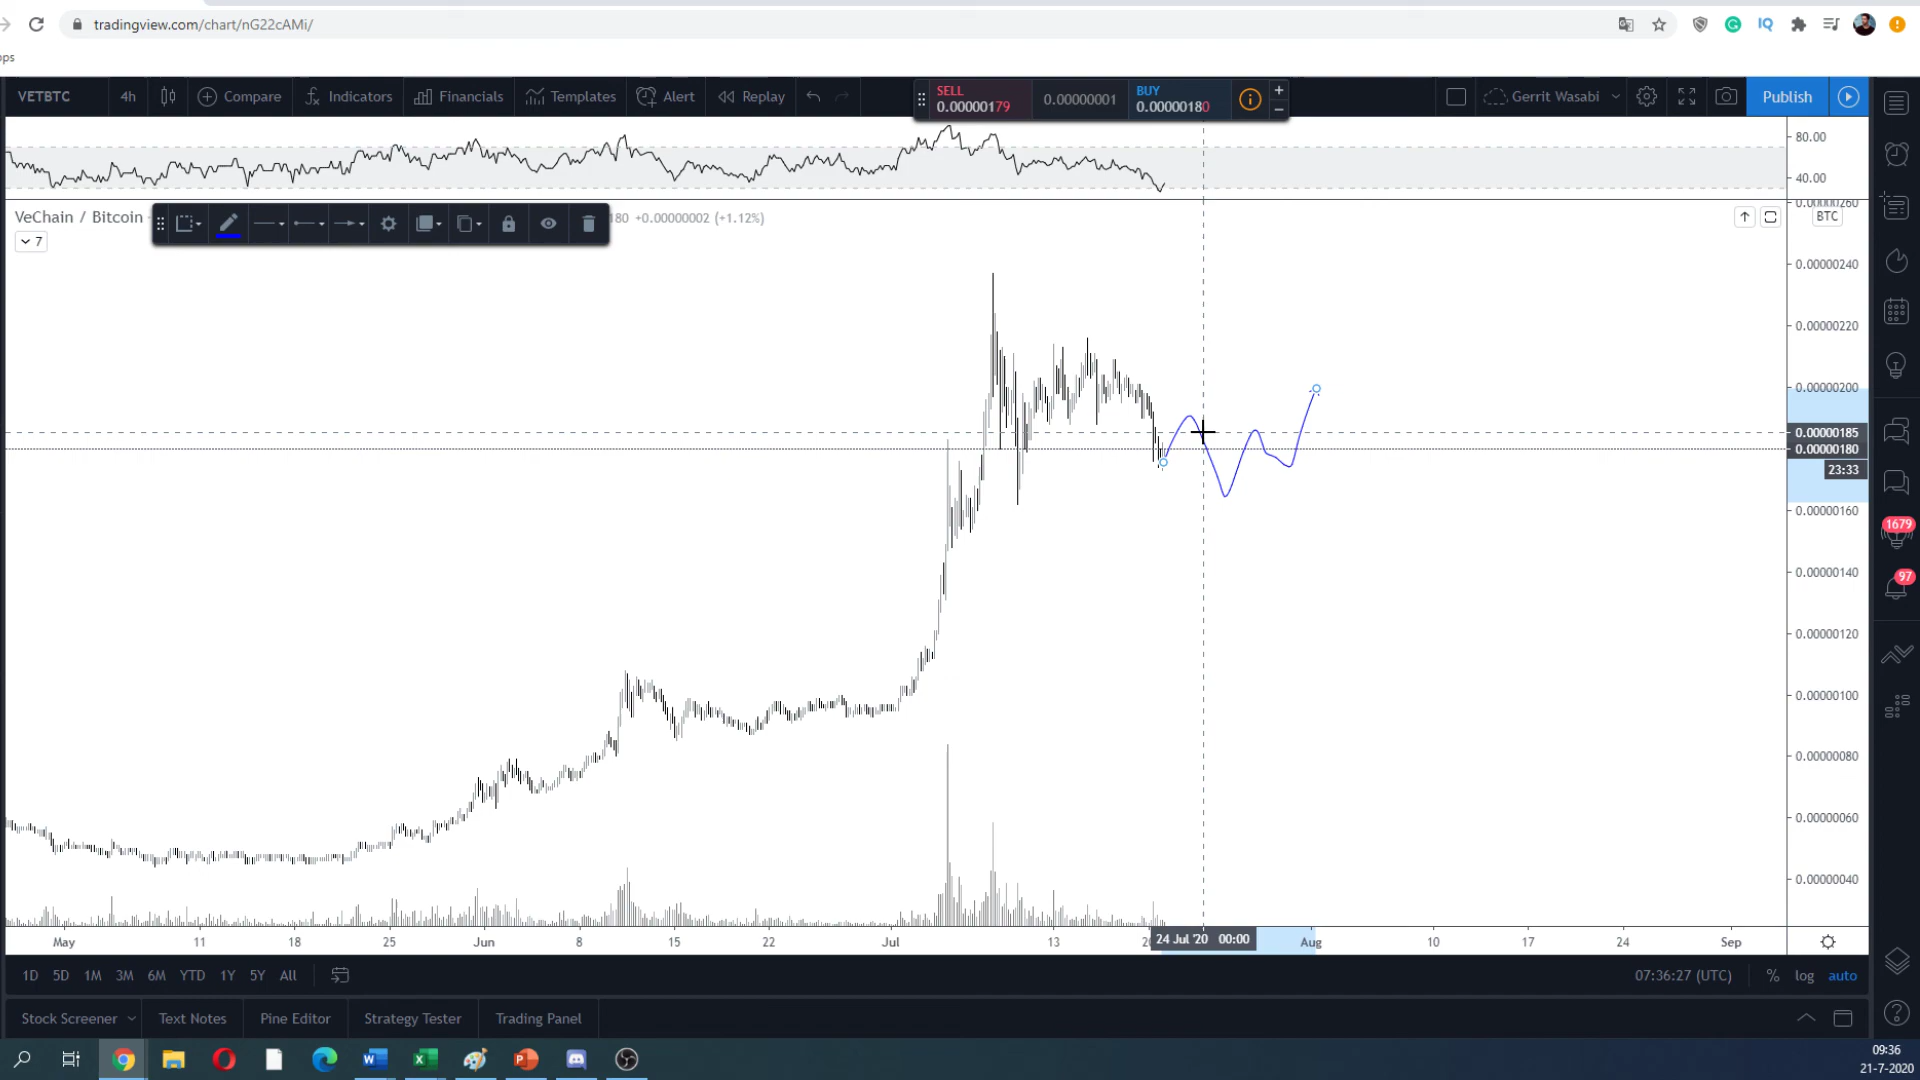 tradingview.com/chart/nG22cAMi/
ps
VETBTC 4h Compare Indicators Financials Templates Alert Replay
SELL
0.00000179
0.00000001
BUY
0.00000180
Gerrit Wasabi
Publish
80.00
40.00
VeChain / Bitcoin
180 +0.00000002 (+1.12%)
7
BTC
0.00000260
0.00000240
0.00000220
0.00000200
0.00000185
0.00000180
23:33
0.00000160
0.00000140
0.00000120
0.00000100
0.00000080
0.00000060
0.00000040
1679
97
May 11 18 25 Jun 8 15 22 Jul 13 24 Jul '20 00:00 Aug 10 17 24 Sep
1D 5D 1M 3M 6M YTD 1Y 5Y All
07:36:27 (UTC) % log auto
Stock Screener Text Notes Pine Editor Strategy Tester Trading Panel
09:36
21-7-2020